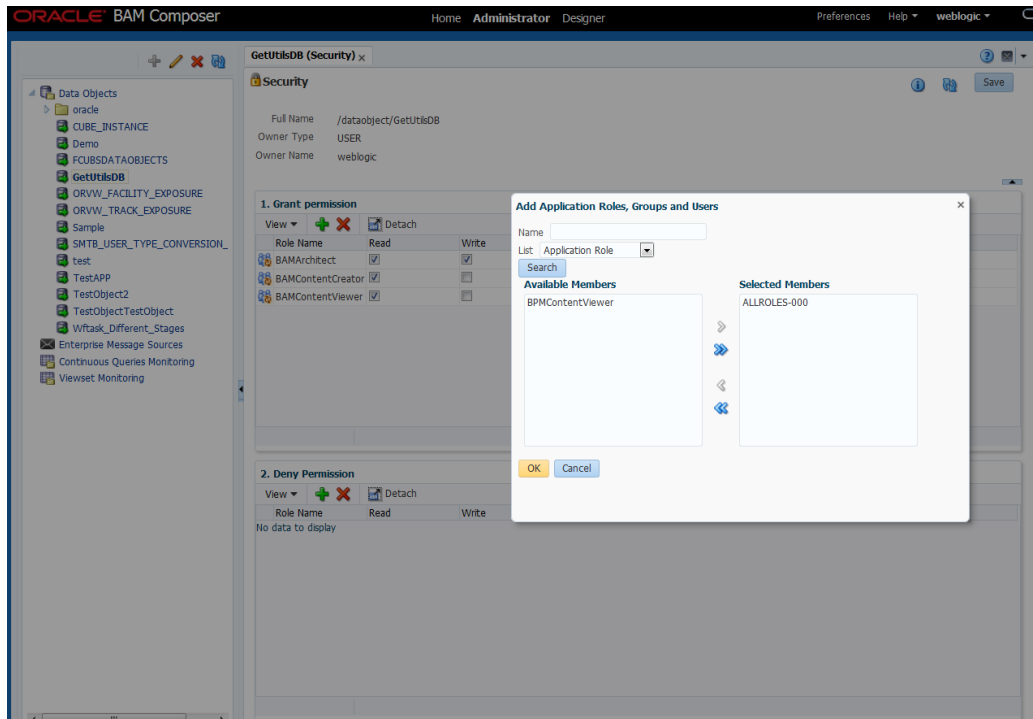 ORACLE BAM Composer
Home Administrator Designer
Preferences Help weblogic
GetUtilsDB (Security)
Security
Save
Data Objects
oracle
CUBE_INSTANCE
Demo
FCUBSDATAOBJECTS
GetUtilsDB
ORVW_FACILITY_EXPOSURE
ORVW_TRACK_EXPOSURE
Sample
SMTB_USER_TYPE_CONVERSION_
test
TestAPP
TestObject2
TestObjectTestObject
Wftask_Different_Stages
Enterprise Message Sources
Continuous Queries Monitoring
Viewset Monitoring
Full Name /dataobject/GetUtilsDB
Owner Type USER
Owner Name weblogic
1. Grant permission
View Detach
Role Name Read Write
BAMArchitect
BAMContentCreator
BAMContentViewer
2. Deny Permission
View Detach
Role Name Read Write
No data to display
Add Application Roles, Groups and Users
Name
List Application Role
Search
Available Members Selected Members
BPMContentViewer ALLROLES-000
OK Cancel